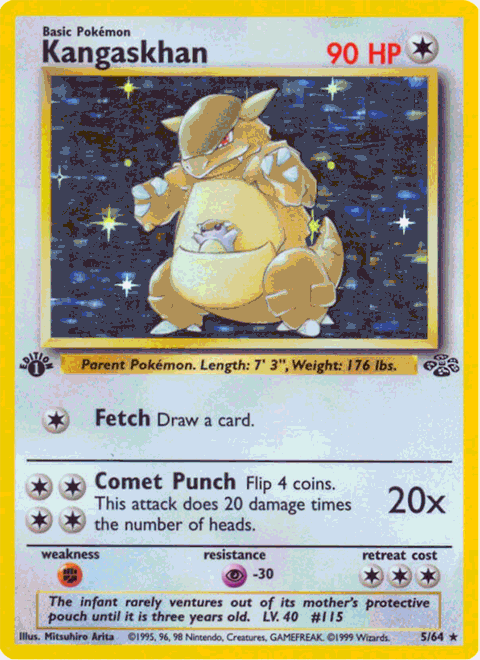 Basic Pokémon
Kangaskhan 90 HP
EDITION
1
Parent Pokémon. Length: 7' 3", Weight: 176 lbs.
Fetch Draw a card.
Comet Punch Flip 4 coins.
This attack does 20 damage times
the number of heads.
20x
weakness resistance retreat cost
-30
The infant rarely ventures out of its mother's protective
pouch until it is three years old. LV. 40 #115
Illus. Mitsuhiro Arita ©1995, 96, 98 Nintendo, Creatures, GAMEFREAK. ©1999 Wizards. 5/64 ★